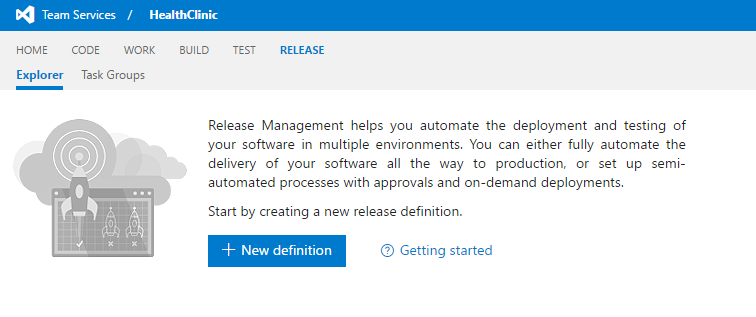 Team Services / HealthClinic
HOME CODE WORK BUILD TEST RELEASE
Explorer Task Groups
Release Management helps you automate the deployment and testing of
your software in multiple environments. You can either fully automate the
delivery of your software all the way to production, or set up semi-
automated processes with approvals and on-demand deployments.
Start by creating a new release definition.
+ New definition ? Getting started